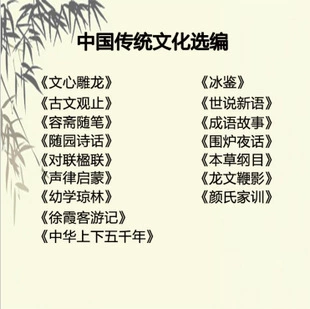 中国传统文化选编
《文心雕龙》
《古文观止》
《容斋随笔》
《随园诗话》
《对联楹联》
《声律启蒙》
《幼学琼林》
《徐霞客游记》
《中华上下五千年》
《冰鉴》
《世说新语》
《成语故事》
《围炉夜话》
《本草纲目》
《龙文鞭影》
《颜氏家训》